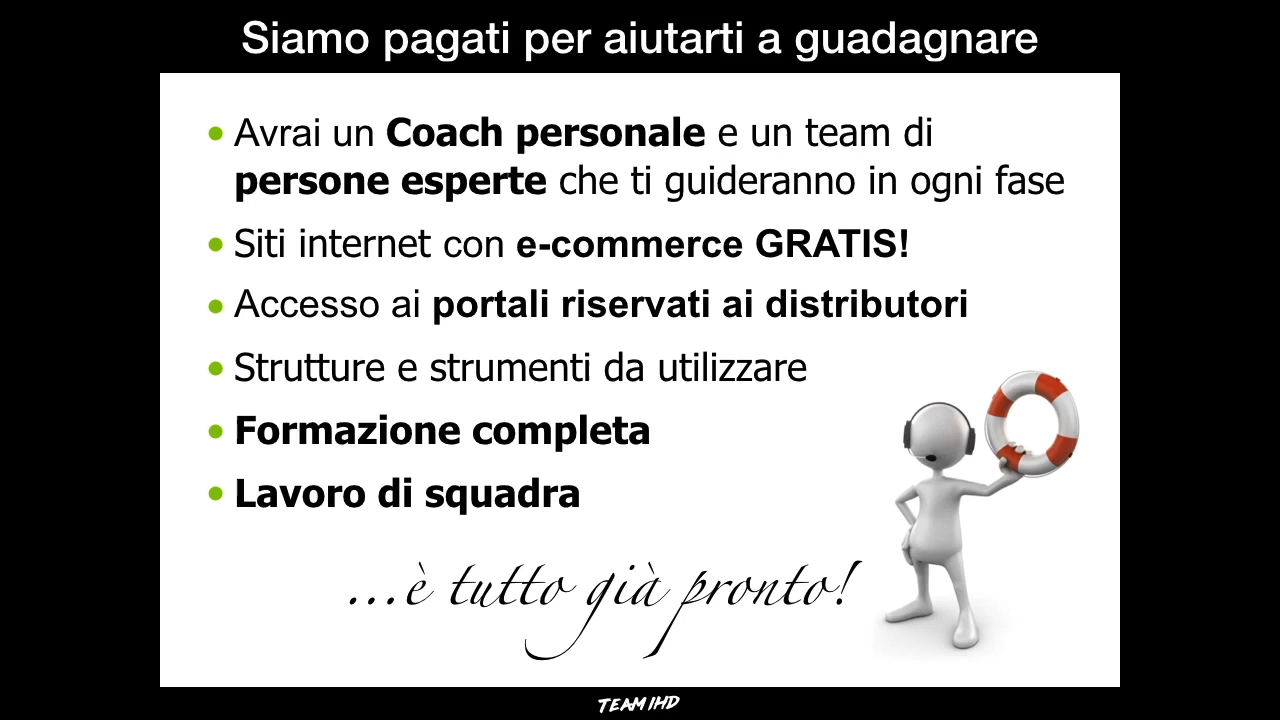 Siamo pagati per aiutarti a guadagnare
Avrai un Coach personale e un team di
persone esperte che ti guideranno in ogni fase
Siti internet con e-commerce GRATIS!
Accesso ai portali riservati ai distributori
Strutture e strumenti da utilizzare
Formazione completa
Lavoro di squadra
...è tutto già pronto!
TEAM IHD